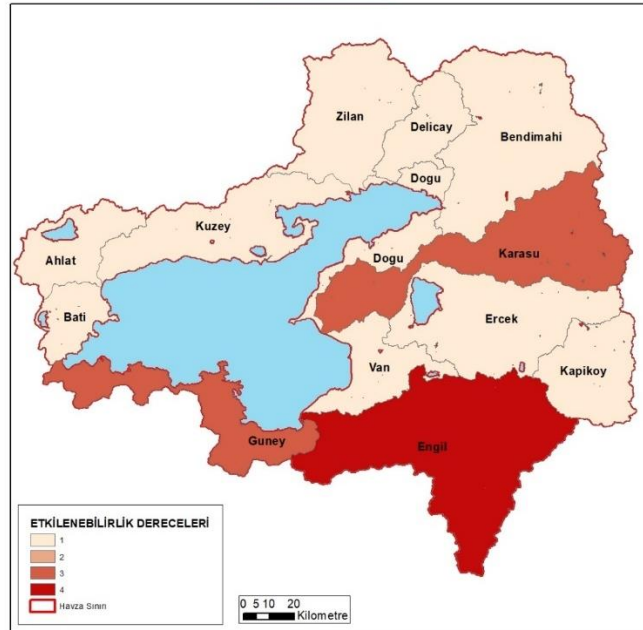 Zilan
Delicay
Bendimahi
Dogu
Kuzey
Ahlat
Dogu
Karasu
Bati
Ercek
Van
Kapikoy
Guney
Engil
ETKİLENEBİLİRLİK DERECELERİ
1
2
3
4
Havza Sınırı
0 5 10 20
Kilometre